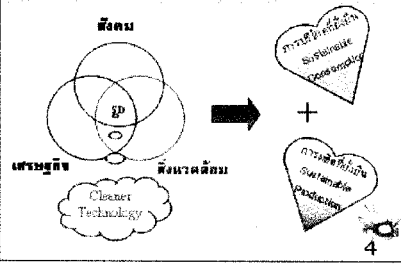 สังคม
SD
เศรษฐกิจ
สิ่งแวดล้อม
Cleaner
Technology
การบริโภคที่ยั่งยืน
Sustainable
Consumption
+
การผลิตที่ยั่งยืน
Sustainable
Production
4